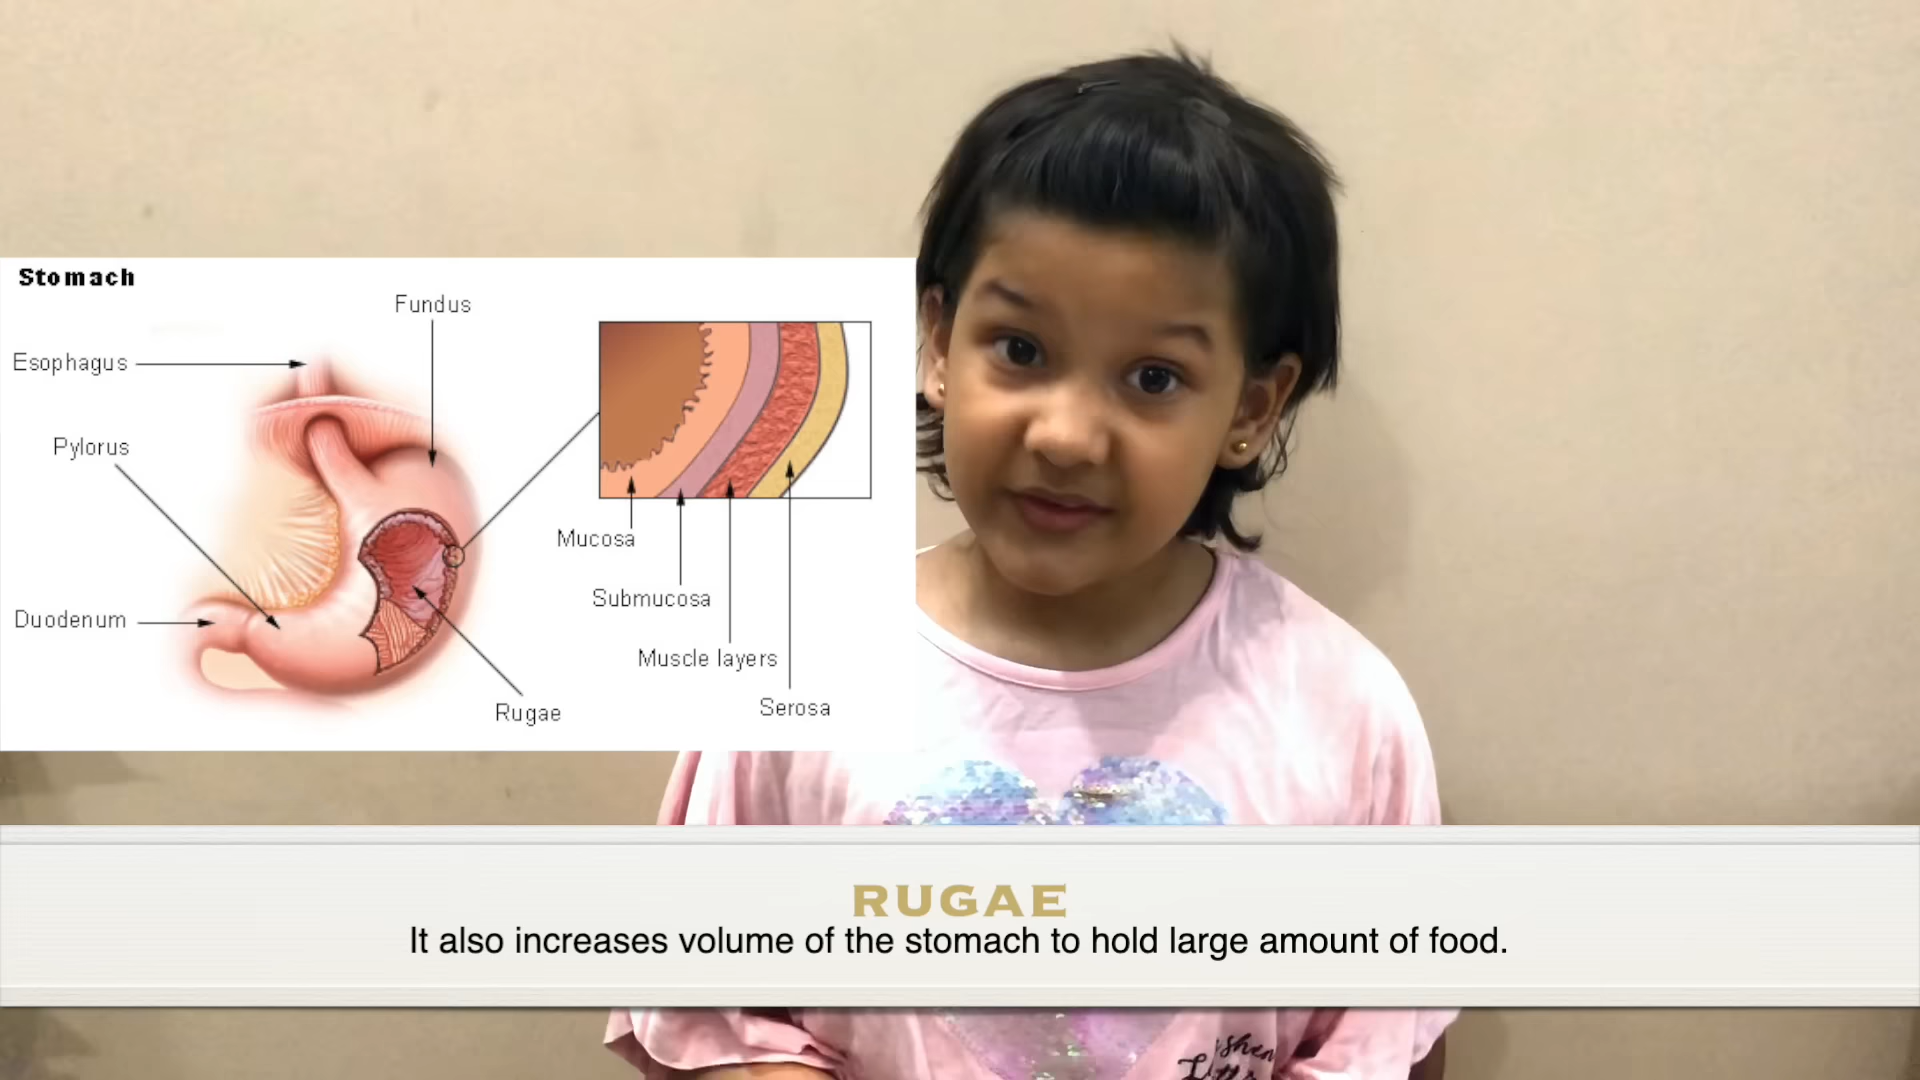 Stomach
Fundus
Esophagus
Pylorus
Duodenum
Rugae
Mucosa
Submucosa
Muscle layers
Serosa
RUGAE
It also increases volume of the stomach to hold large amount of food.